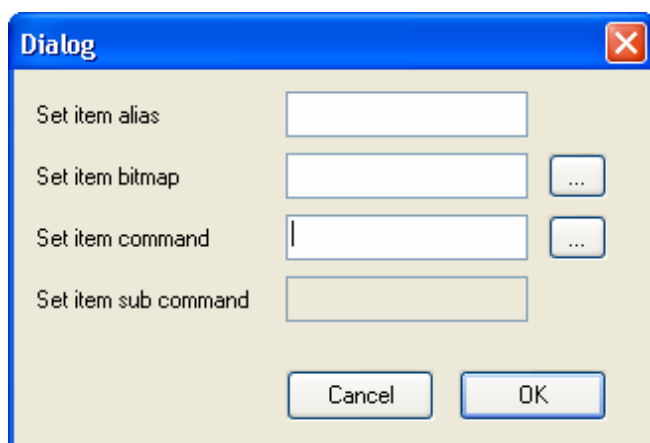 Dialog
Set item alias
Set item bitmap ...
Set item command ...
Set item sub command
Cancel OK